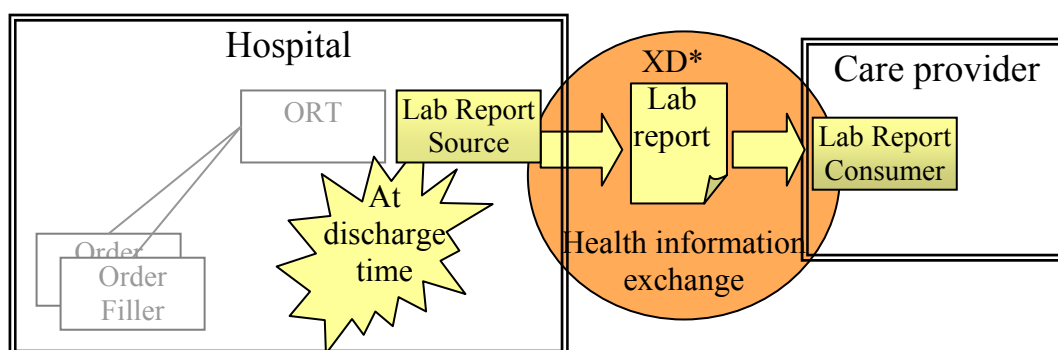 Hospital
ORT
Lab Report
Source
At
discharge
time
Order
Order
Filler
XD*
Lab
report
Health information
exchange
Care provider
Lab Report
Consumer